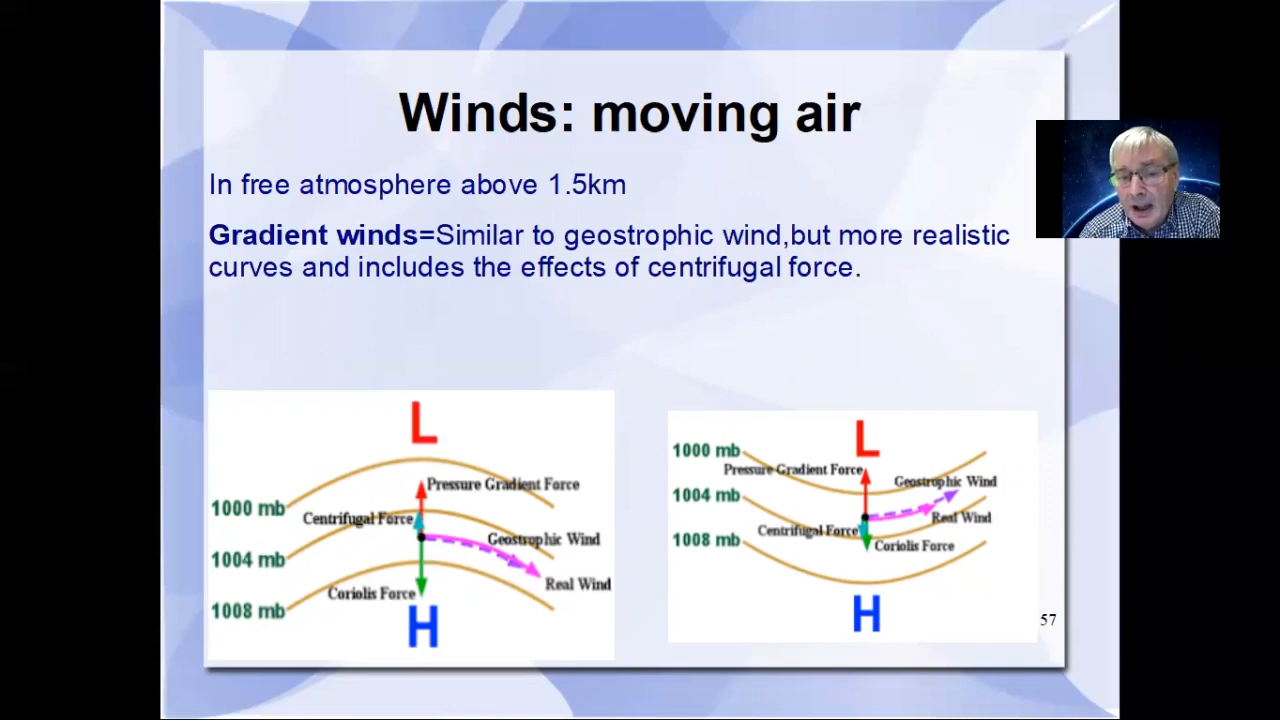 Winds: moving air
In free atmosphere above 1.5km
Gradient winds=Similar to geostrophic wind,but more realistic
curves and includes the effects of centrifugal force.
L
Pressure Gradient Force
1000 mb
Centrifugal Force
Geostrophic Wind
1004 mb
Real Wind
Coriolis Force
1008 mb
H
L
1000 mb
Pressure Gradient Force
Geostrophic Wind
1004 mb
Real Wind
Centrifugal Force
1008 mb
Coriolis Force
H
57